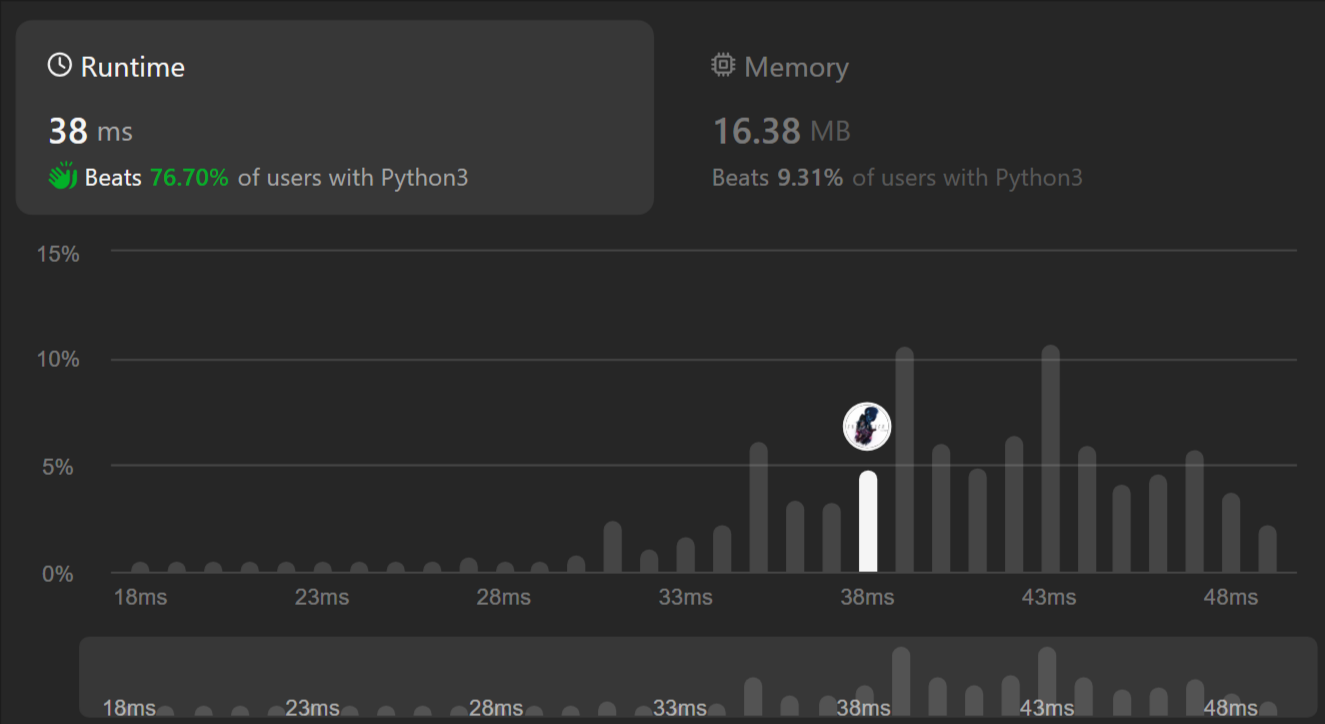 Runtime
38 ms
Beats 76.70% of users with Python3
Memory
16.38 MB
Beats 9.31% of users with Python3
15%
10%
5%
0%
18ms 23ms 28ms 33ms 38ms 43ms 48ms
18ms 23ms 28ms 33ms 38ms 43ms 48ms